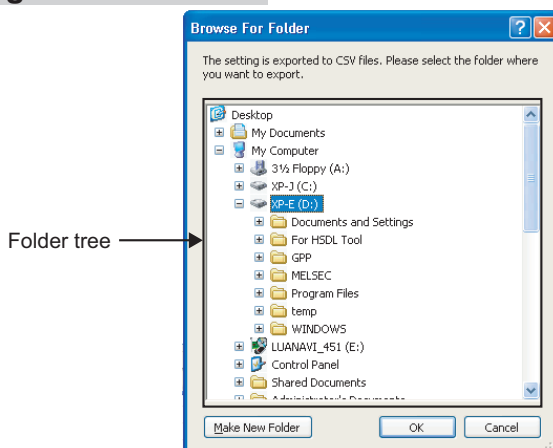 Browse For Folder
The setting is exported to CSV files. Please select the folder where
you want to export.
Desktop
My Documents
My Computer
3½ Floppy (A:)
XP-J (C:)
XP-E (D:)
Documents and Settings
For HSDL Tool
GPP
MELSEC
Program Files
temp
WINDOWS
LUANAVI_451 (E:)
Control Panel
Shared Documents
Administrator's Documents
Folder tree
Make New Folder
OK
Cancel